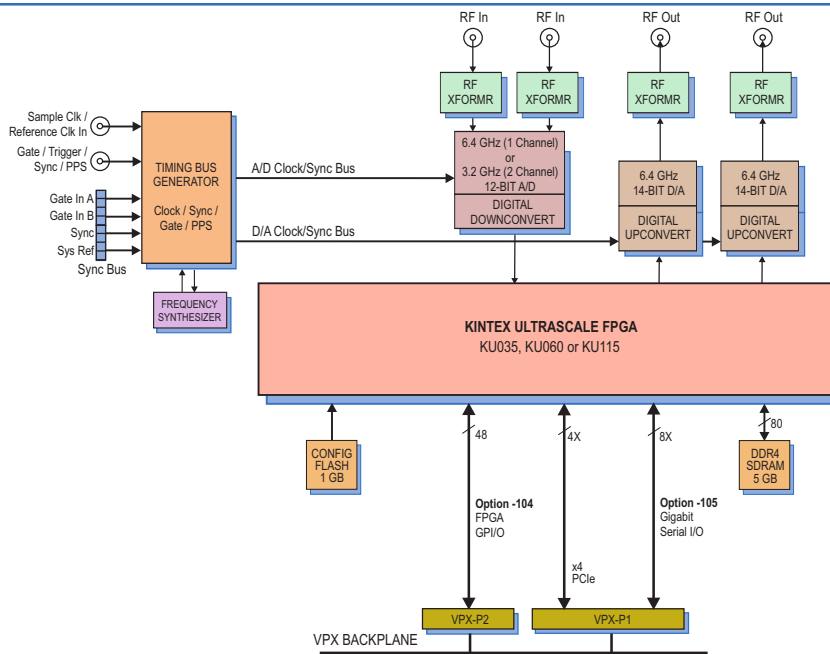 RF In
RF In
RF Out
RF Out
RF
XFORMR
RF
XFORMR
RF
XFORMR
RF
XFORMR
Sample Clk /
Reference Clk In
Gate / Trigger /
Sync / PPS
Gate In A
Gate In B
Sync
Sys Ref
Sync Bus
TIMING BUS
GENERATOR
Clock / Sync /
Gate / PPS
A/D Clock/Sync Bus
D/A Clock/Sync Bus
6.4 GHz (1 Channel)
or
3.2 GHz (2 Channel)
12-BIT A/D
DIGITAL
DOWNCONVERT
6.4 GHz
14-BIT D/A
DIGITAL
UPCONVERT
6.4 GHz
14-BIT D/A
DIGITAL
UPCONVERT
FREQUENCY
SYNTHESIZER
KINTEX ULTRASCALE FPGA
KU035, KU060 or KU115
48
4X
8X
80
CONFIG
FLASH
1 GB
DDR4
SDRAM
5 GB
Option -104
FPGA
GPI/O
Option -105
Gigabit
Serial I/O
x4
PCIe
VPX-P2
VPX-P1
VPX BACKPLANE